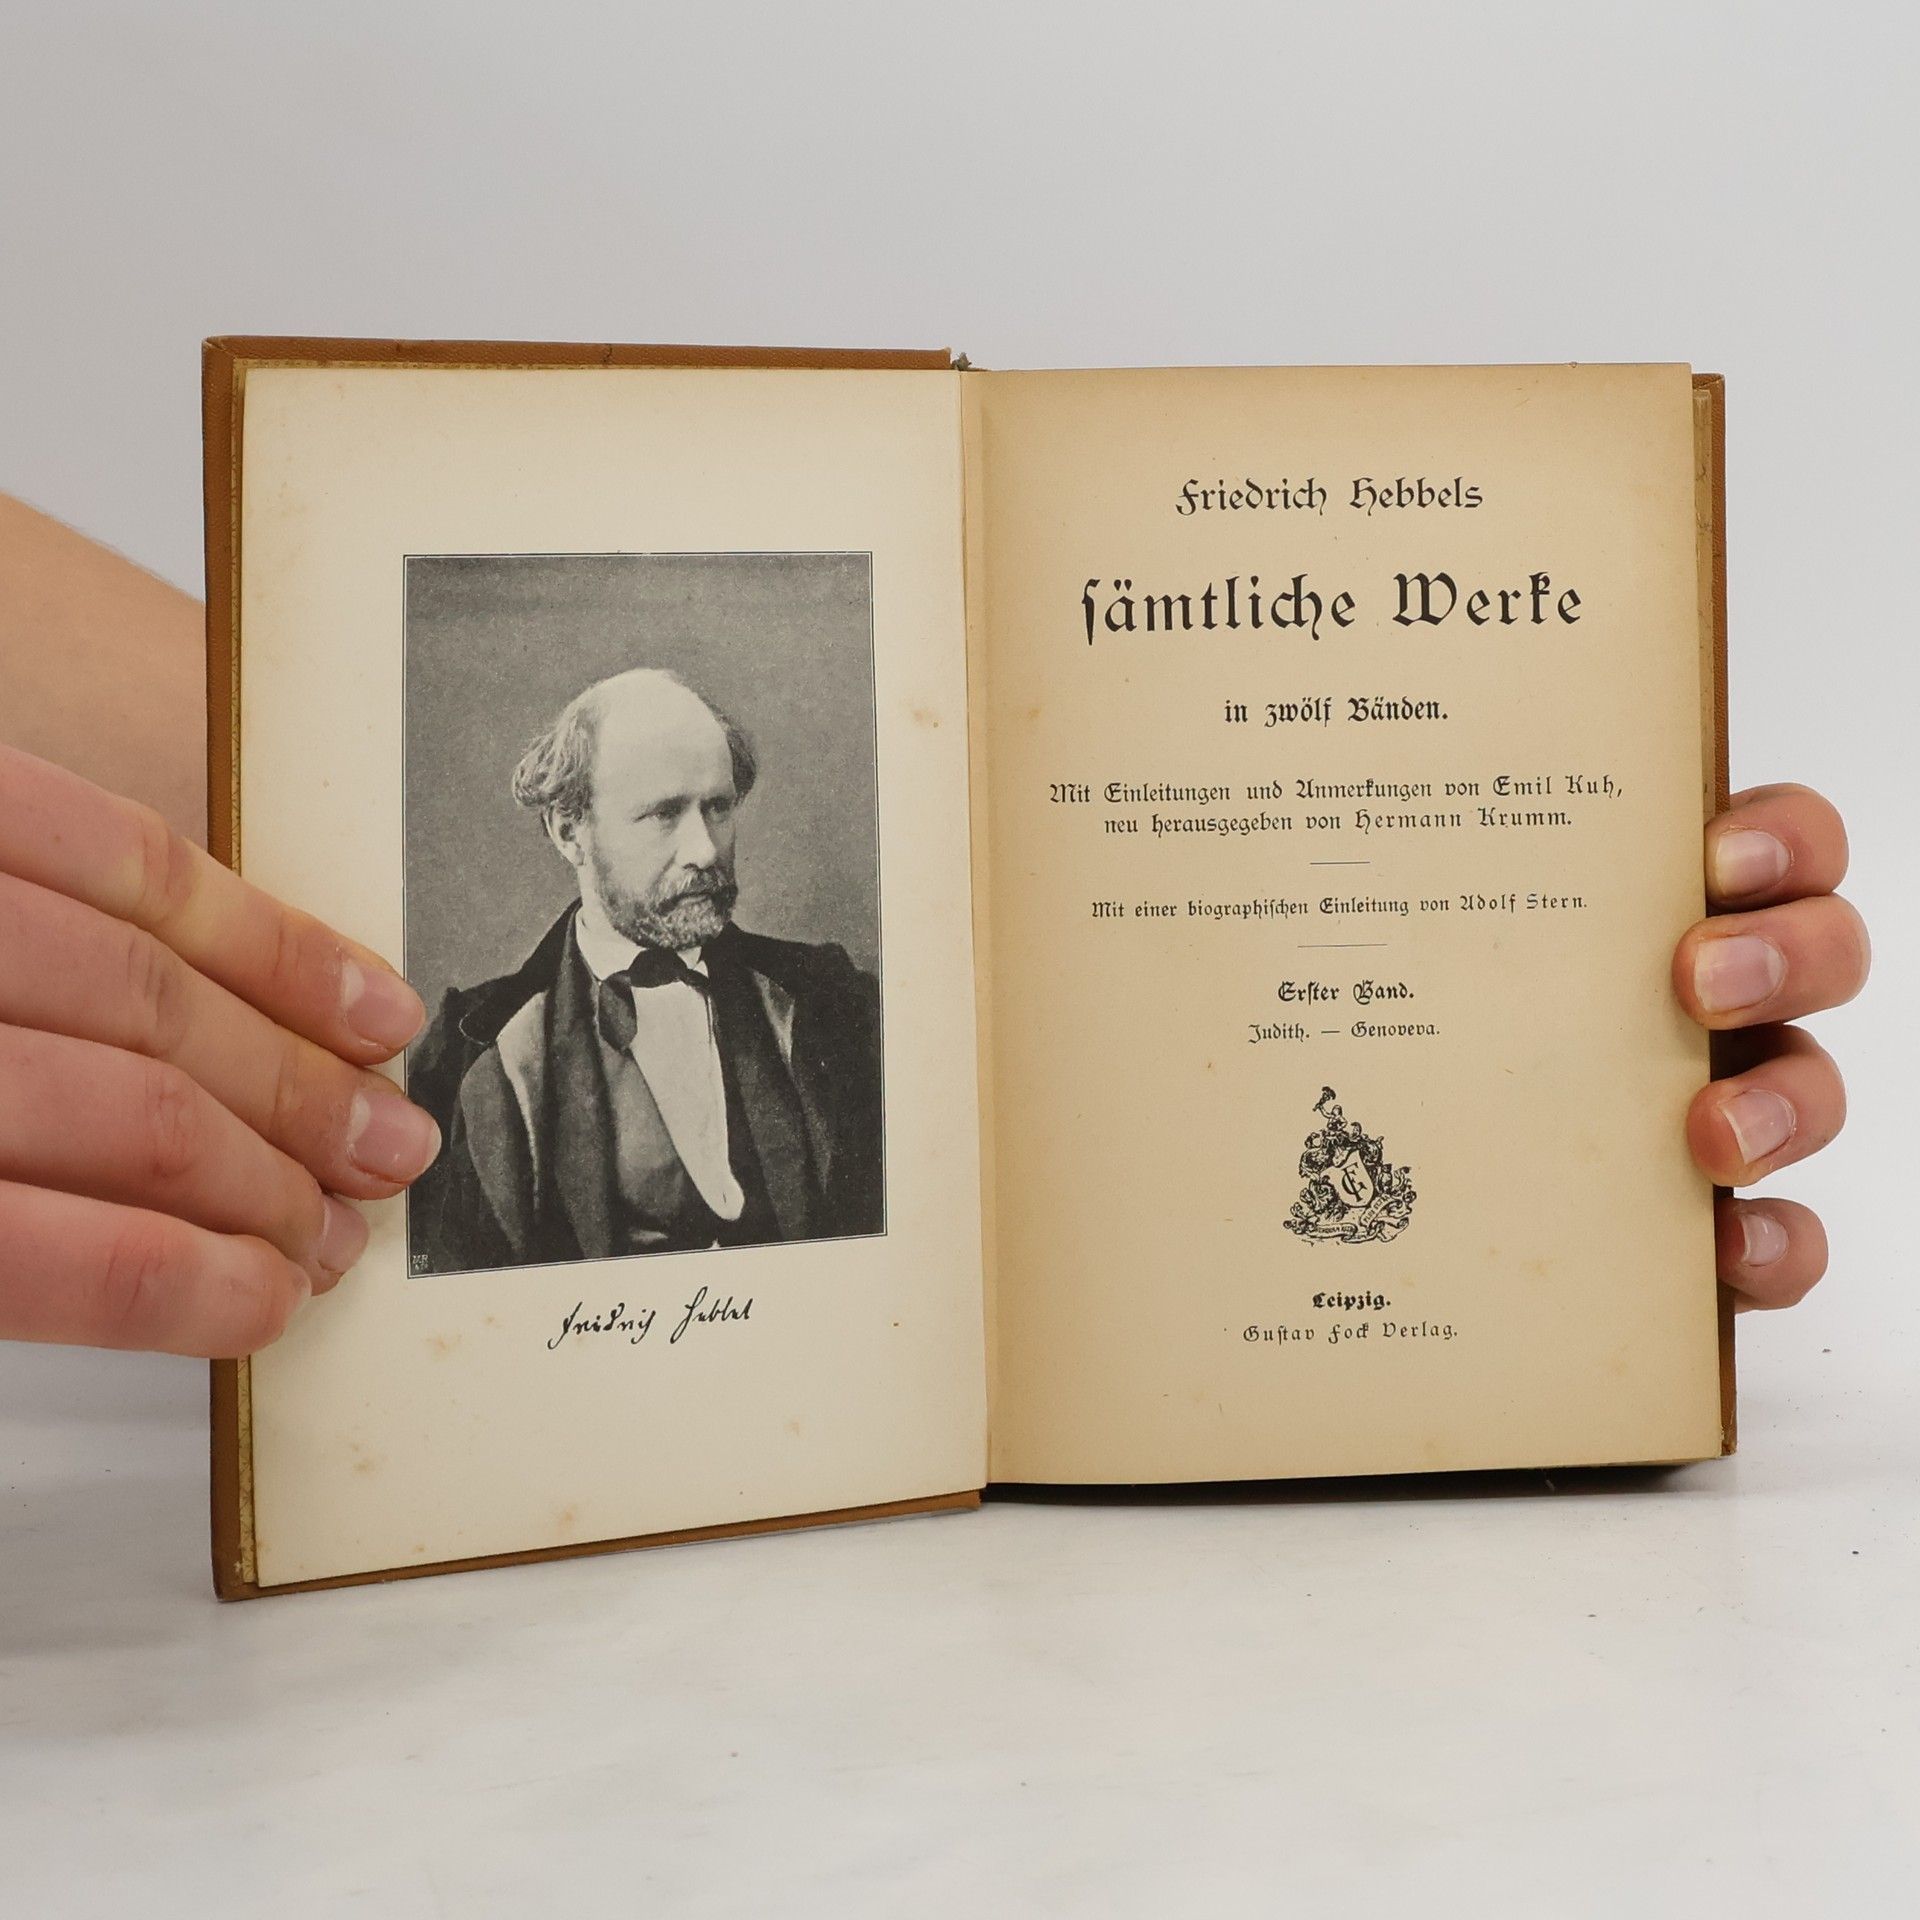 Friedrich Hebbel
Friedrich Hebbels
ſämtliche Werke
in zwölf Bänden.
Mit Einleitungen und Anmerkungen von Emil Kuh,
neu herausgegeben von Hermann Krumm.
Mit einer biographiſchen Einleitung von Adolf Stern.
Erſter Band.
Judith. — Genoveva.
Leipzig.
Guſtav Fock Verlag.